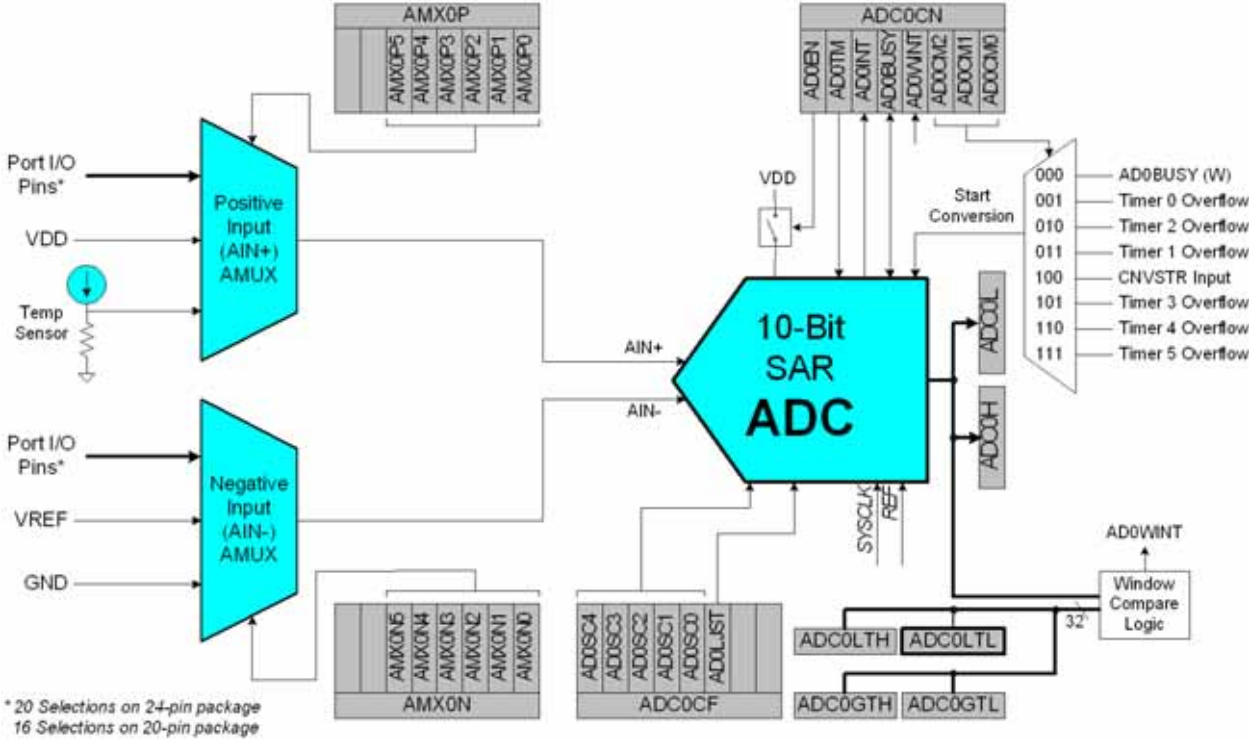 AMX0P
AMX0P5
AMX0P4
AMX0P3
AMX0P2
AMX0P1
AMX0P0
ADC0CN
AD0EN
AD0TM
AD0INT
AD0BUSY
AD0WINT
AD0CM2
AD0CM1
AD0CM0
Port I/O
Pins*
VDD
Temp
Sensor
Positive
Input
(AIN+)
AMUX
VDD
Start
Conversion
000
AD0BUSY (W)
001
Timer 0 Overflow
010
Timer 2 Overflow
011
Timer 1 Overflow
100
CNVSTR Input
101
Timer 3 Overflow
110
Timer 4 Overflow
111
Timer 5 Overflow
AIN+
AIN-
10-Bit
SAR
ADC
ADC0L
ADC0H
SYSCLK
REF
Port I/O
Pins*
VREF
GND
Negative
Input
(AIN-)
AMUX
AMX0N5
AMX0N4
AMX0N3
AMX0N2
AMX0N1
AMX0N0
AMX0N
AD0SC4
AD0SC3
AD0SC2
AD0SC1
AD0SC0
AD0LJST
ADC0CF
AD0WINT
Window
Compare
Logic
32
ADC0LTH
ADC0LTL
ADC0GTH
ADC0GTL
* 20 Selections on 24-pin package
16 Selections on 20-pin package